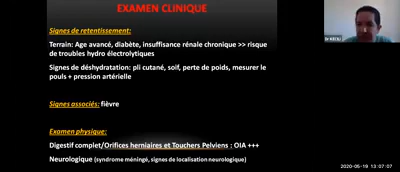 EXAMEN CLINIQUE
Signes de retentissement:
Terrain: Age avancé, diabète, insuffisance rénale chronique >> risque
de troubles hydro électrolytiques
Signes de déshydratation: pli cutané, soif, perte de poids, mesurer le
pouls + pression artérielle
Signes associés: fièvre
Examen physique:
Digestif complet/Orifices herniaires et Touchers Pelviens : OIA +++
Neurologique (syndrome méningé, signes de localisation neurologique)
2020-05-19 13:07:07